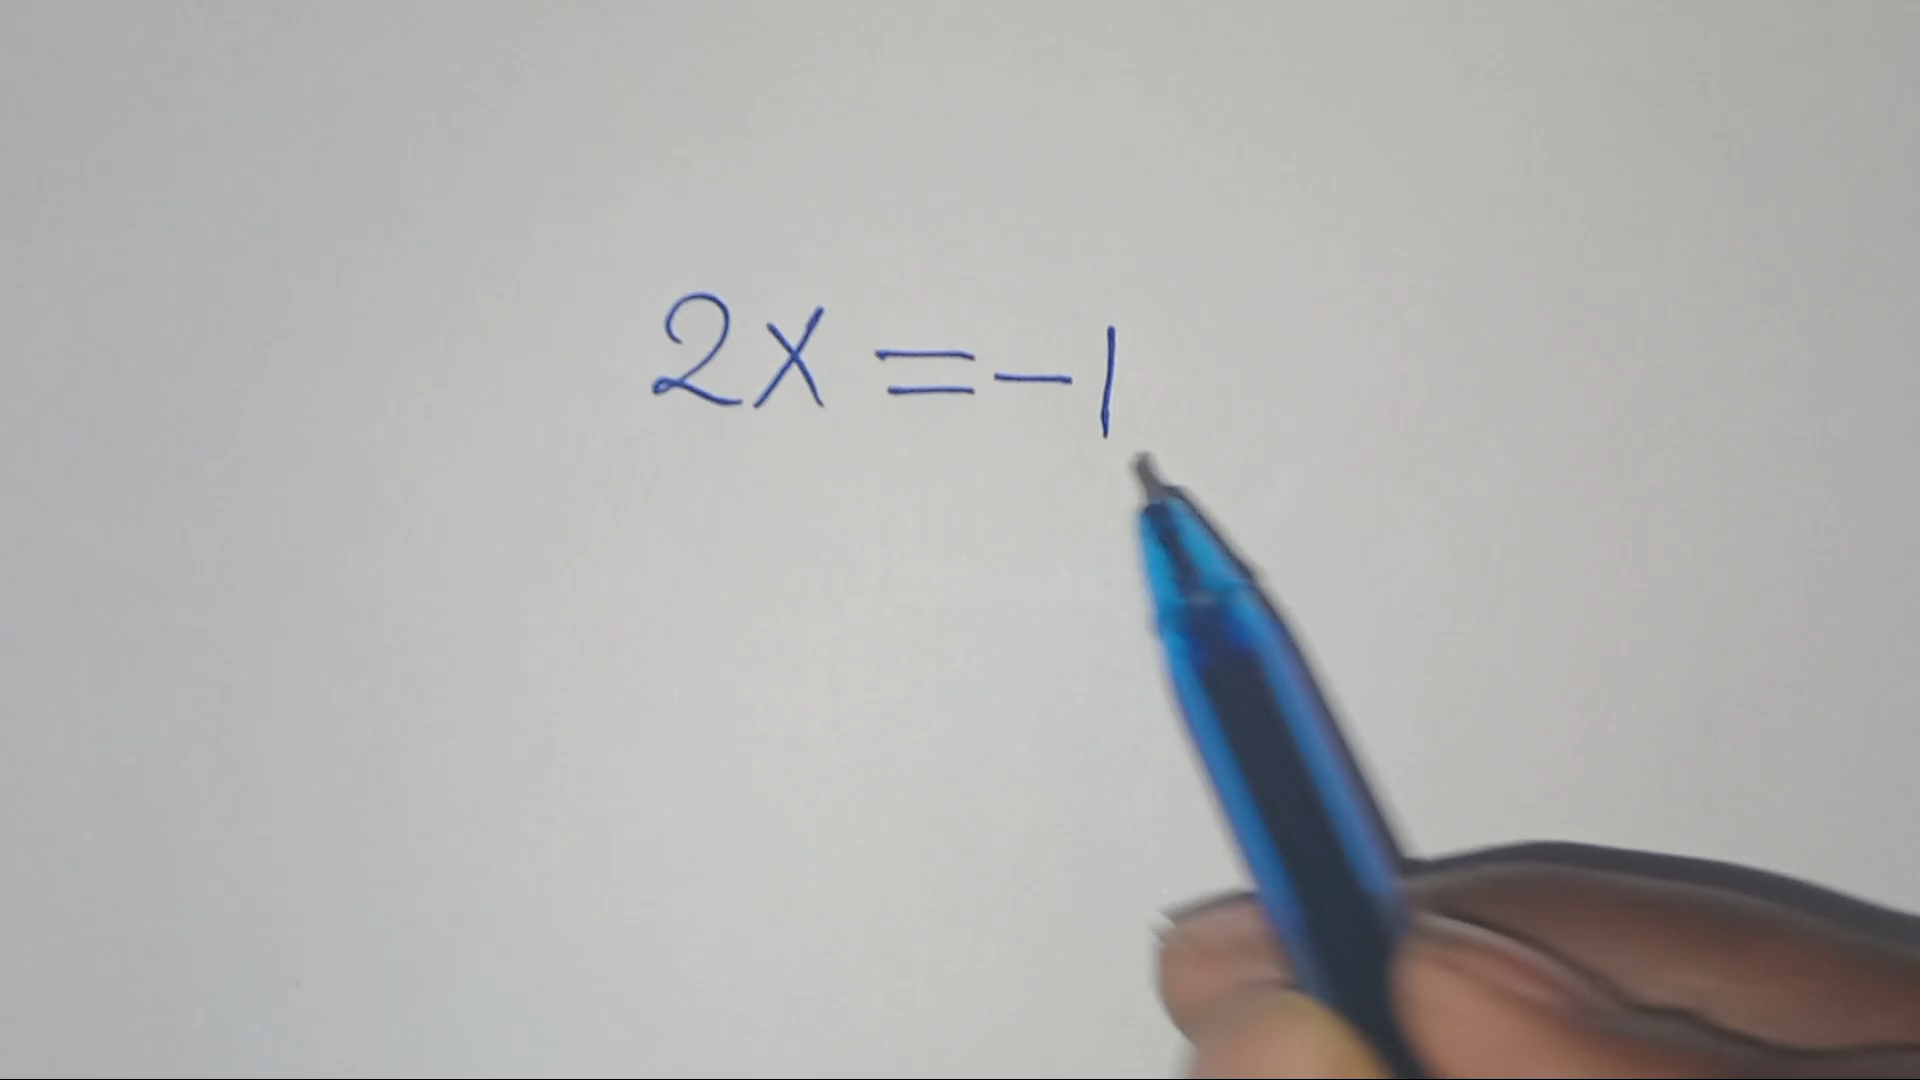 2x = -1